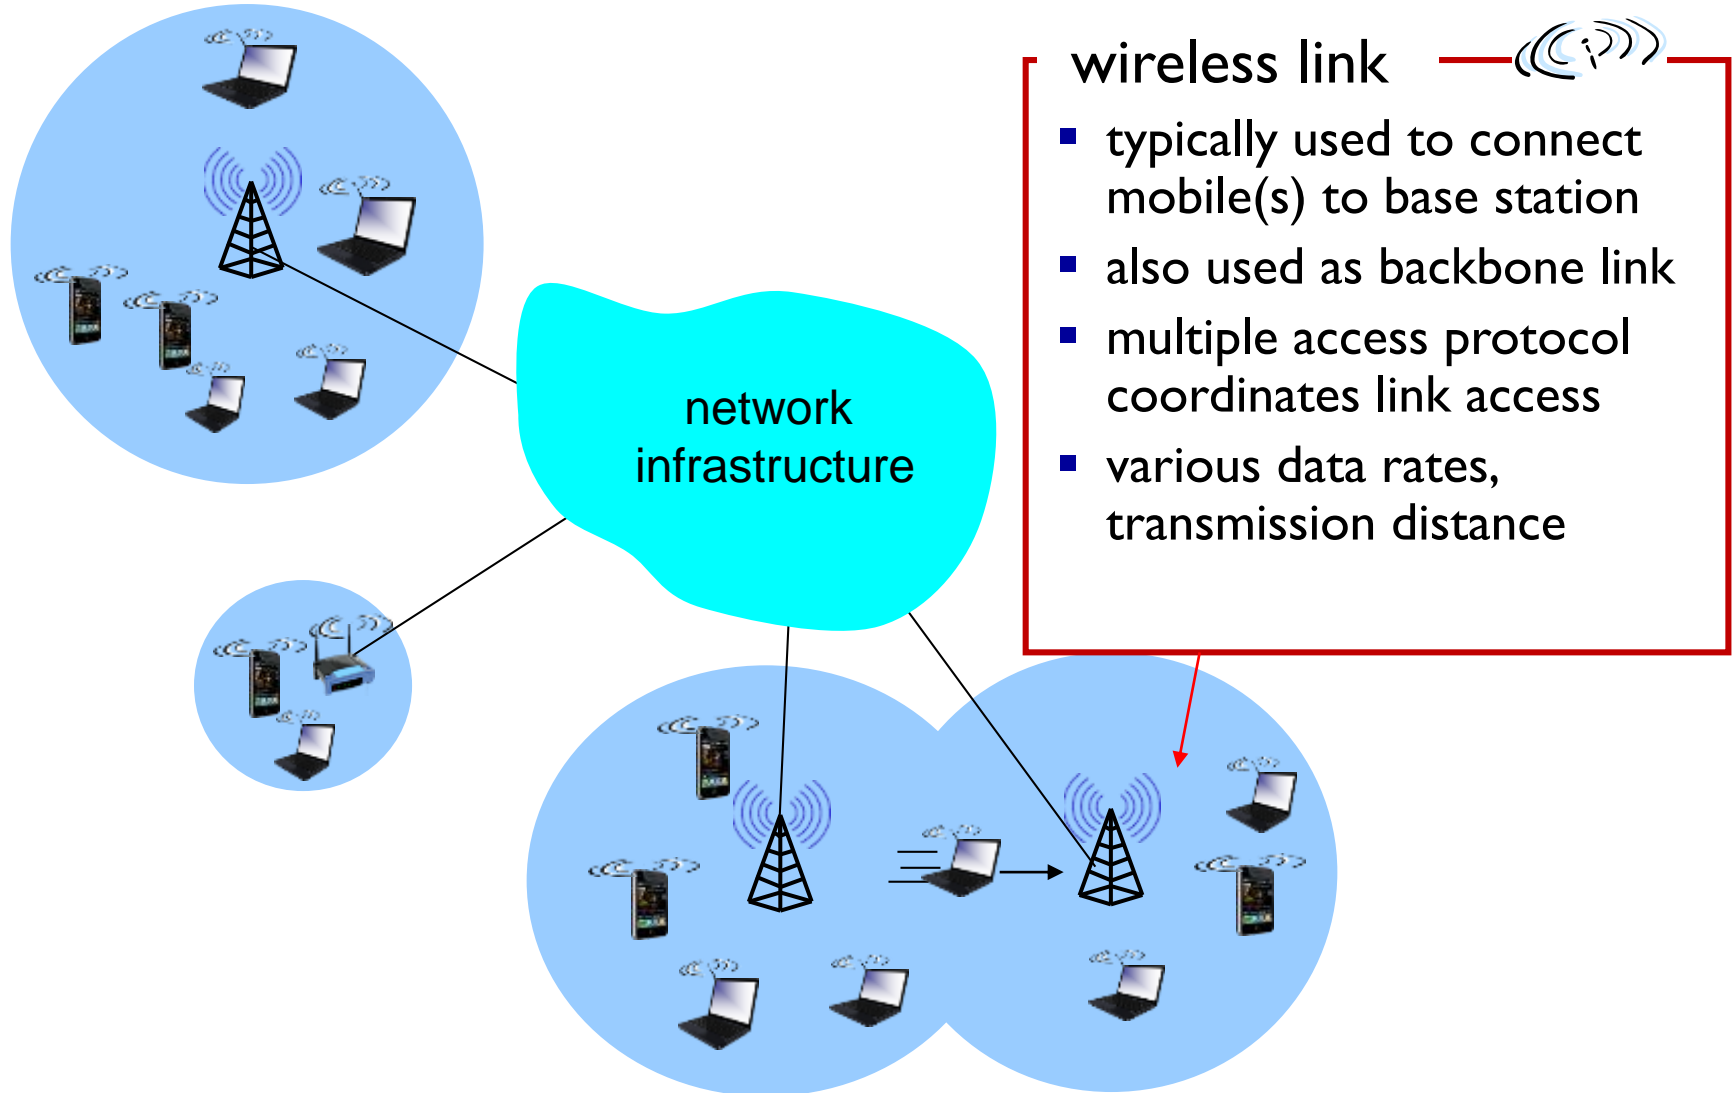 wireless link
typically used to connect
mobile(s) to base station
also used as backbone link
multiple access protocol
coordinates link access
various data rates,
transmission distance
network
infrastructure